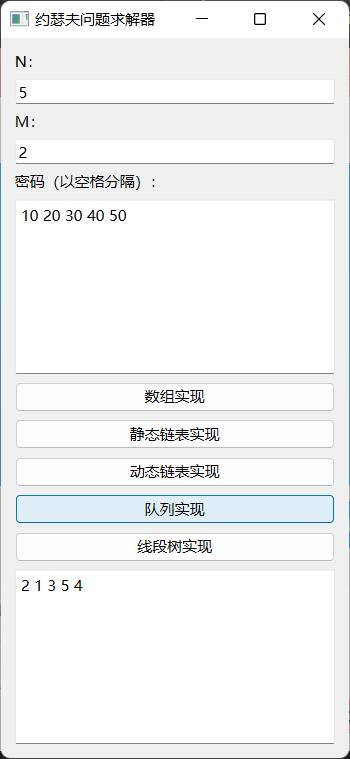 约瑟夫问题求解器
N：
5
M：
2
密码（以空格分隔）：
10 20 30 40 50
数组实现
静态链表实现
动态链表实现
队列实现
线段树实现
2 1 3 5 4